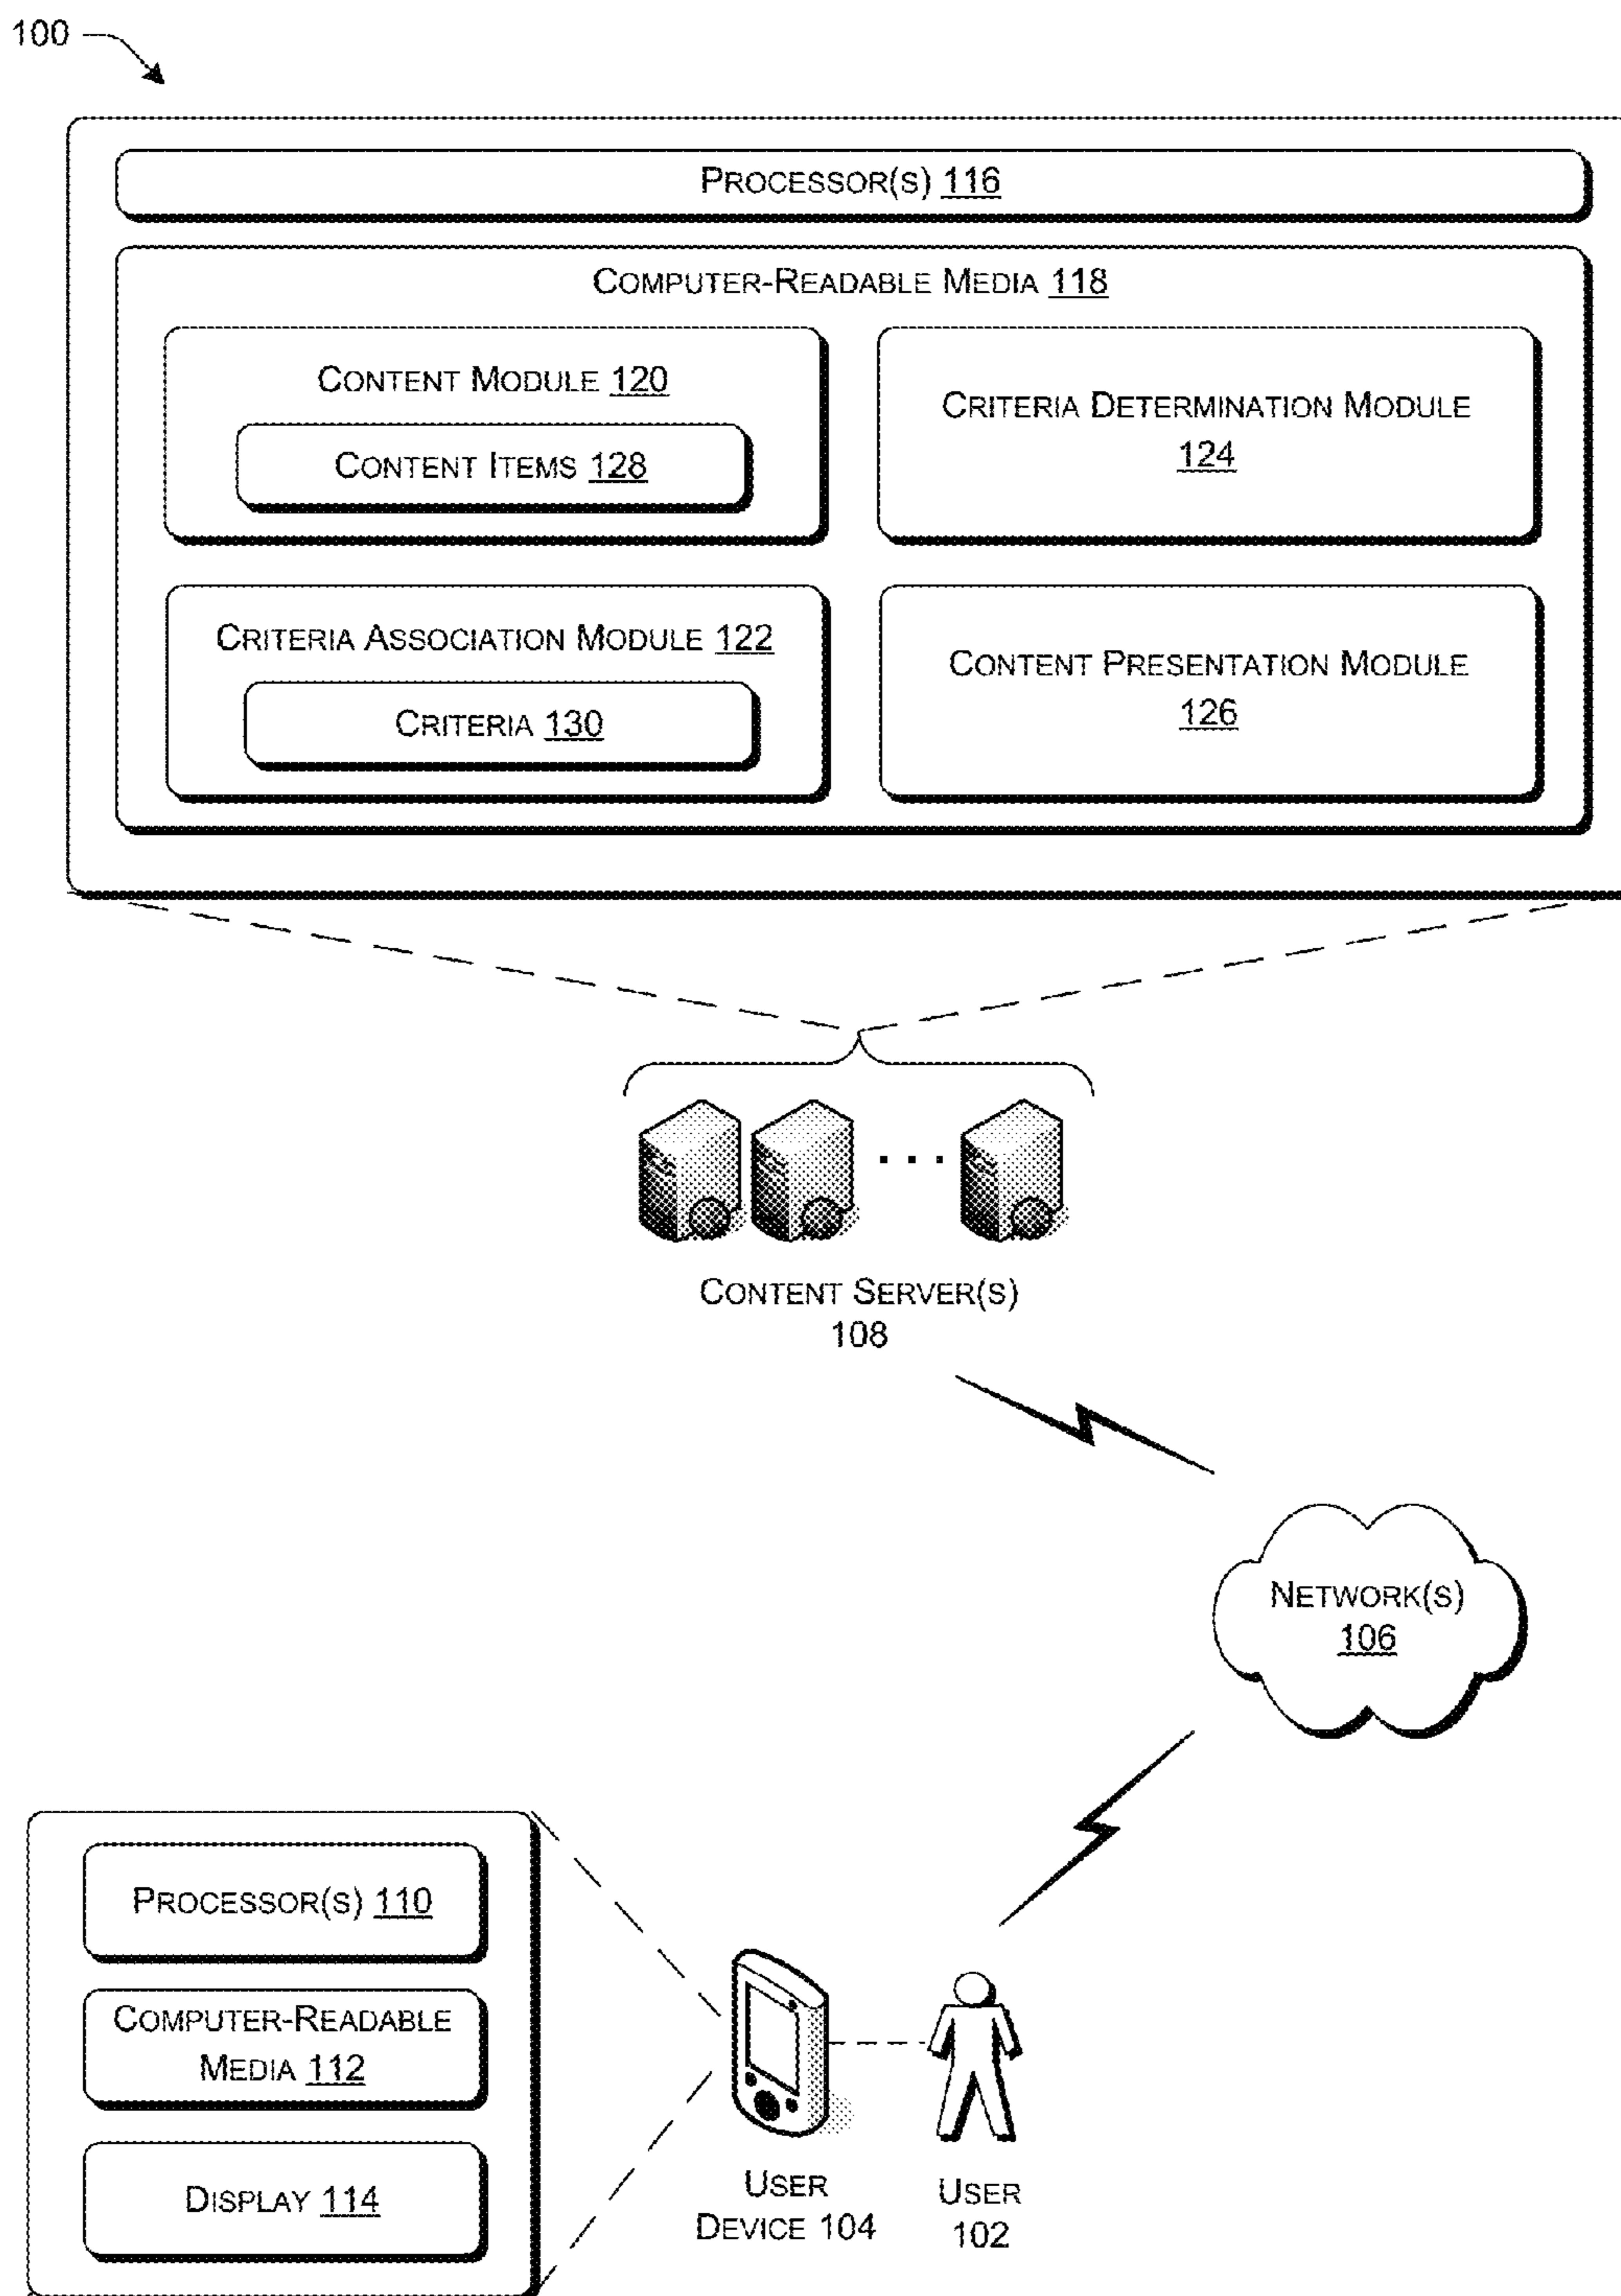 100
PROCESSOR(S) 116
COMPUTER-READABLE MEDIA 118
CONTENT MODULE 120
CONTENT ITEMS 128
CRITERIA DETERMINATION MODULE
124
CRITERIA ASSOCIATION MODULE 122
CRITERIA 130
CONTENT PRESENTATION MODULE
126
CONTENT SERVER(S)
108
NETWORK(S)
106
PROCESSOR(S) 110
COMPUTER-READABLE
MEDIA 112
DISPLAY 114
USER
DEVICE 104
USER
102